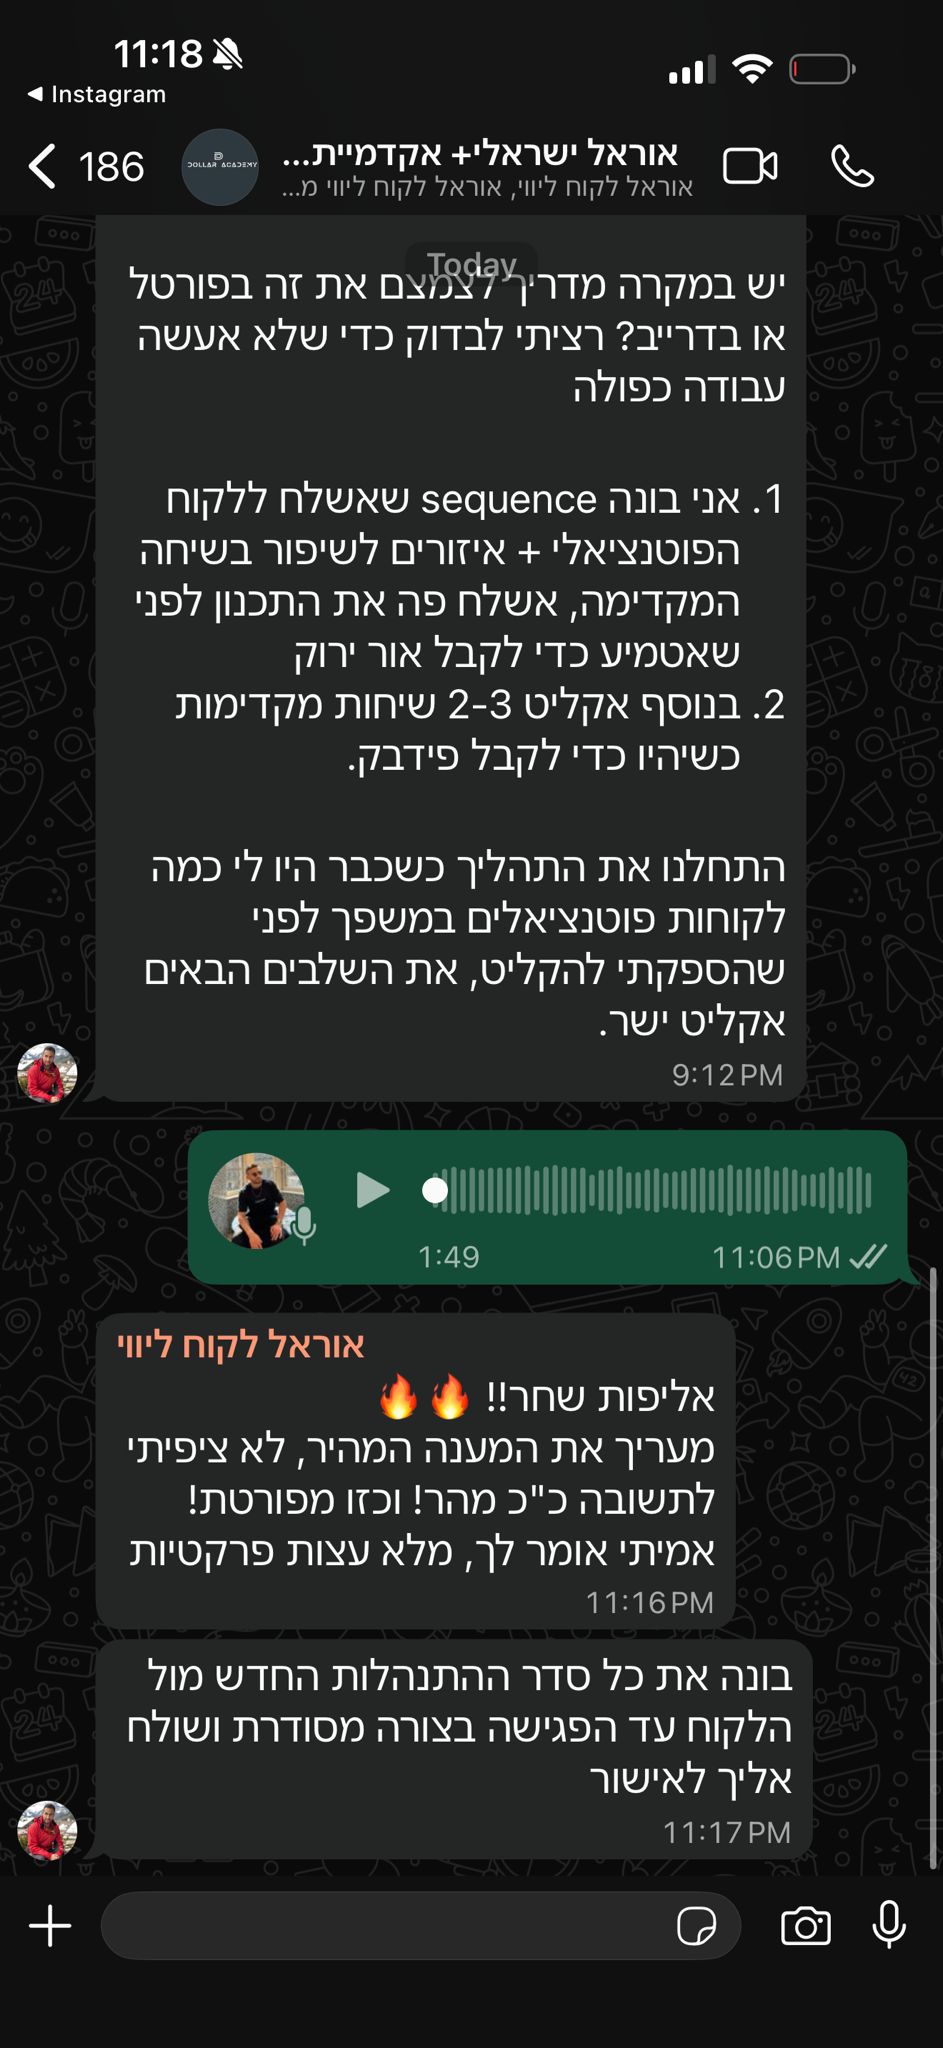 11:18
◀ Instagram
186
DOLLAR ACADEMY
אוראל ישראלי+ אקדמיית...
אוראל לקוח ליווי, אוראל לקוח ליווי מ...
Today
יש במקרה מדריך לצמצם את זה בפורטל
או בדרייב? רציתי לבדוק כדי שלא אעשה
עבודה כפולה
1. אני בונה sequence שאשלח ללקוח
הפוטנציאלי + איזורים לשיפור בשיחה
המקדימה, אשלח פה את התכנון לפני
שאטמיע כדי לקבל אור ירוק
2. בנוסף אקליט 2-3 שיחות מקדימות
כשיהיו כדי לקבל פידבק.
התחלנו את התהליך כשכבר היו לי כמה
לקוחות פוטנציאלים במשפך לפני
שהספקתי להקליט, את השלבים הבאים
אקליט ישר.
9:12 PM
1:49
11:06 PM
אוראל לקוח ליווי
אליפות שחר!! 🔥🔥
מעריך את המענה המהיר, לא ציפיתי
לתשובה כ"כ מהר! וכזו מפורטת!
אמיתי אומר לך, מלא עצות פרקטיות
11:16 PM
בונה את כל סדר ההתנהלות החדש מול
הלקוח עד הפגישה בצורה מסודרת ושולח
אליך לאישור
11:17 PM